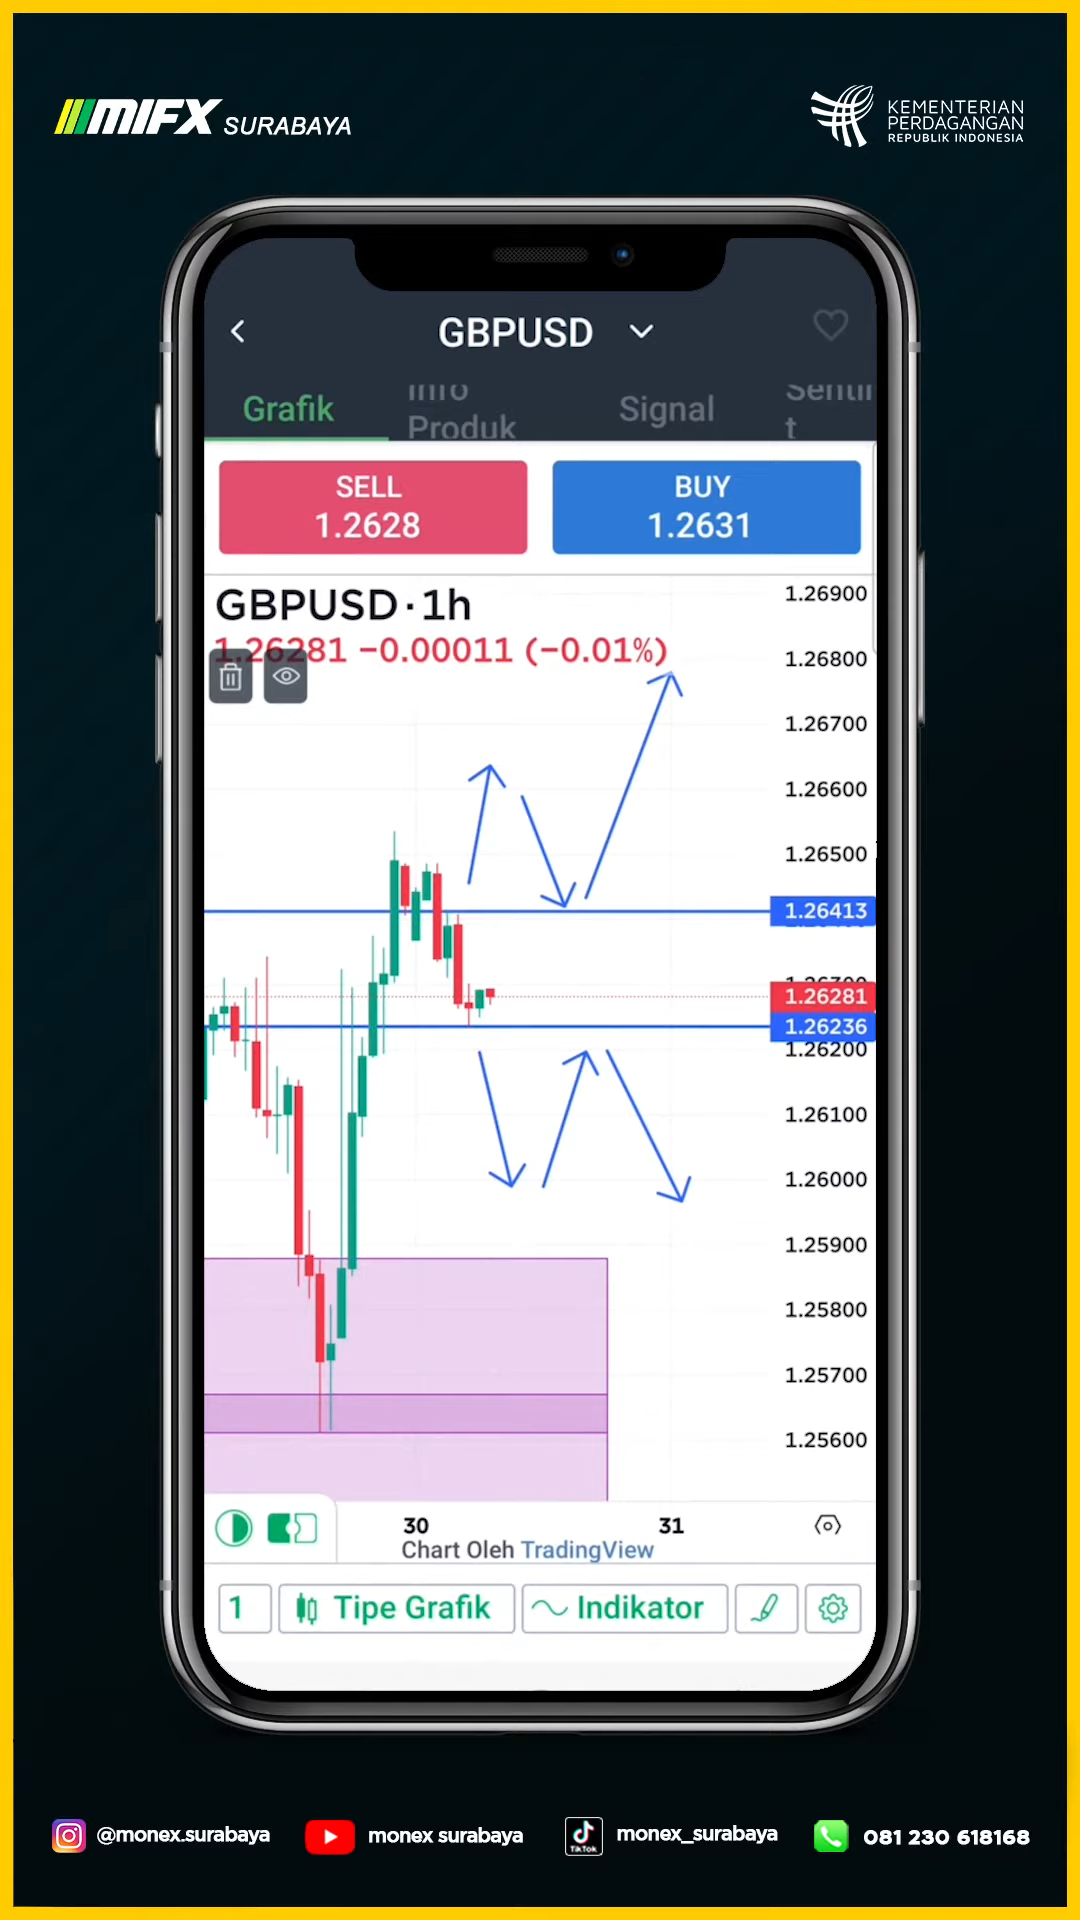 MIFX SURABAYA
KEMENTERIAN
PERDAGANGAN
REPUBLIK INDONESIA
GBPUSD
Grafik
Info
Produk
Signal
t
SELL
1.2628
BUY
1.2631
GBPUSD·1h
1.26281 −0.00011 (−0.01%)
1.26900
1.26800
1.26700
1.26600
1.26500
1.26413
1.26281
1.26236
1.26200
1.26100
1.26000
1.25900
1.25800
1.25700
1.25600
30
31
Chart Oleh TradingView
1
Tipe Grafik
Indikator
@monex.surabaya
monex surabaya
TikTok
monex_surabaya
081 230 618168